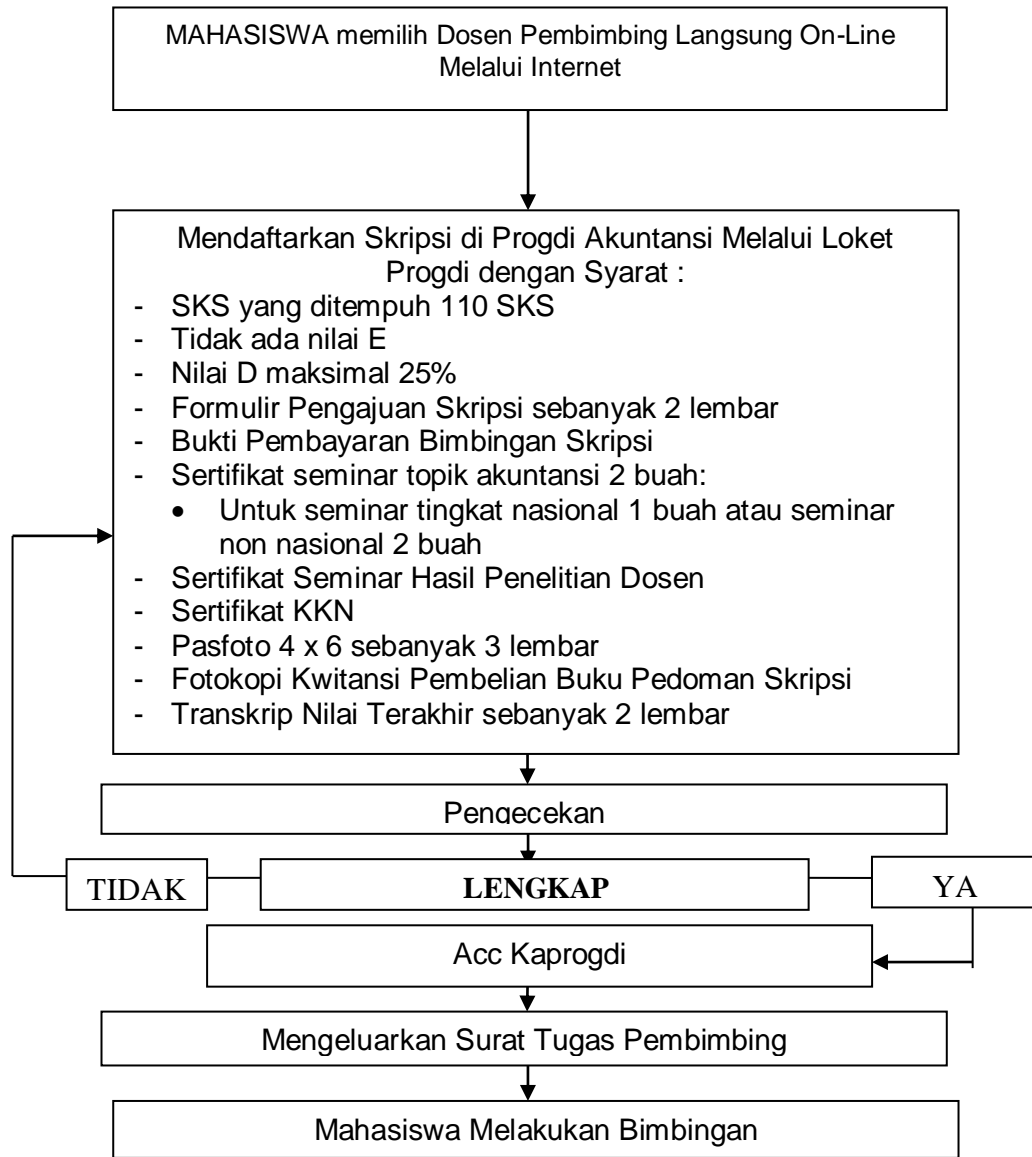 MAHASISWA memilih Dosen Pembimbing Langsung On-Line
Melalui Internet
Mendaftarkan Skripsi di Progdi Akuntansi Melalui Loket
Progdi dengan Syarat :
- SKS yang ditempuh 110 SKS
- Tidak ada nilai E
- Nilai D maksimal 25%
- Formulir Pengajuan Skripsi sebanyak 2 lembar
- Bukti Pembayaran Bimbingan Skripsi
- Sertifikat seminar topik akuntansi 2 buah:
• Untuk seminar tingkat nasional 1 buah atau seminar
non nasional 2 buah
- Sertifikat Seminar Hasil Penelitian Dosen
- Sertifikat KKN
- Pasfoto 4 x 6 sebanyak 3 lembar
- Fotokopi Kwitansi Pembelian Buku Pedoman Skripsi
- Transkrip Nilai Terakhir sebanyak 2 lembar
Pengecekan
TIDAK
LENGKAP
YA
Acc Kaprogdi
Mengeluarkan Surat Tugas Pembimbing
Mahasiswa Melakukan Bimbingan